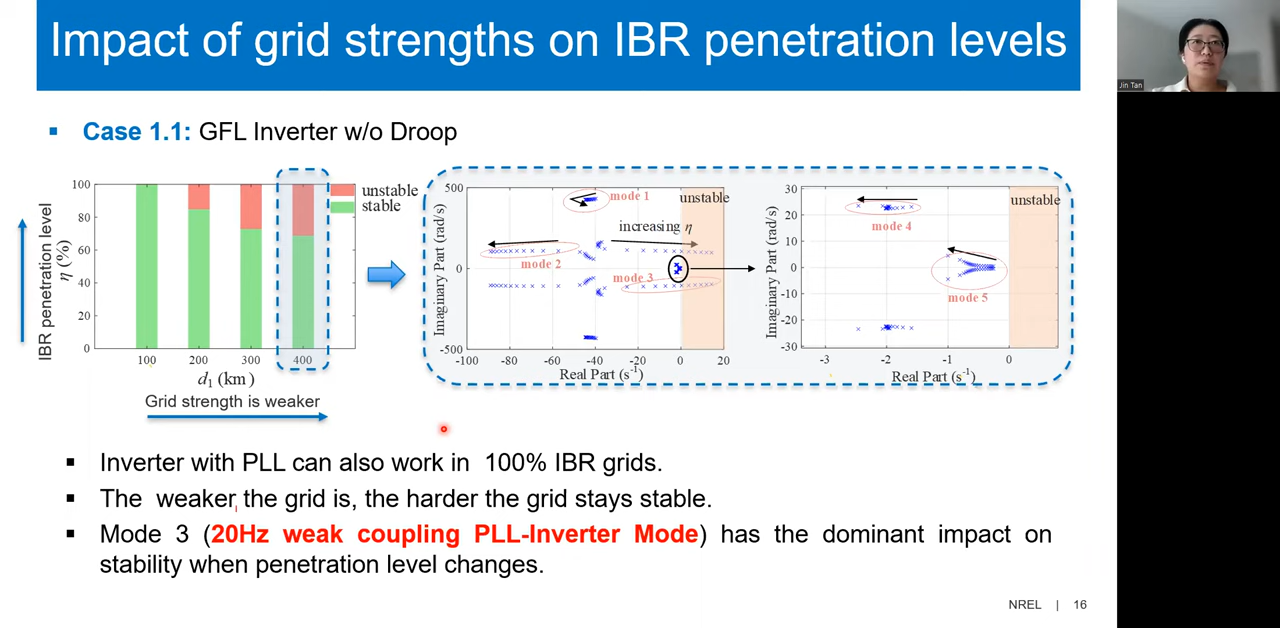 Impact of grid strengths on IBR penetration levels
Jin Tan
▪ Case 1.1: GFL Inverter w/o Droop
IBR penetration level
η (%)
100
80
60
40
20
0
100 200 300 400
d₁ (km)
Grid strength is weaker
unstable
stable
Imaginary Part (rad/s)
500
0
-500
mode 1
unstable
increasing η
mode 2
mode 3
-100 -80 -60 -40 -20 0 20
Real Part (s⁻¹)
Imaginary Part (rad/s)
30
20
10
0
-10
-20
-30
unstable
mode 4
mode 5
-3 -2 -1 0
Real Part (s⁻¹)
▪ Inverter with PLL can also work in 100% IBR grids.
▪ The weaker the grid is, the harder the grid stays stable.
▪ Mode 3 (20Hz weak coupling PLL-Inverter Mode) has the dominant impact on
stability when penetration level changes.
NREL | 16